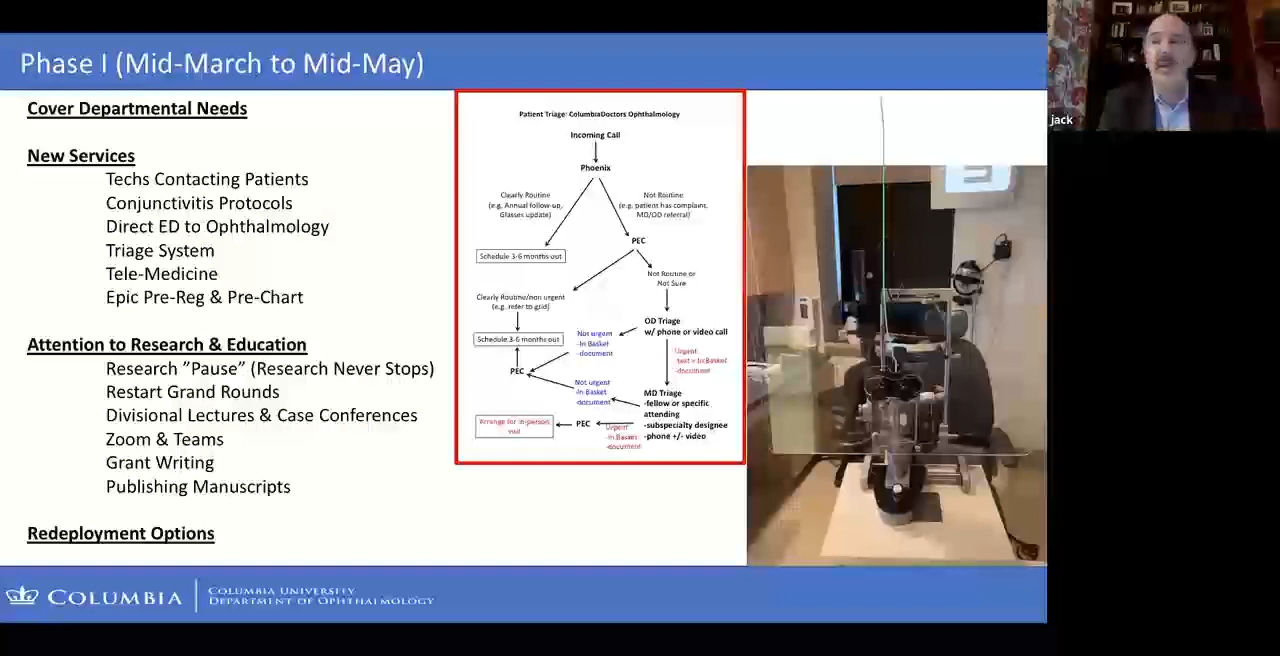 Phase I (Mid-March to Mid-May)
Cover Departmental Needs
New Services
Techs Contacting Patients
Conjunctivitis Protocols
Direct ED to Ophthalmology
Triage System
Tele-Medicine
Epic Pre-Reg & Pre-Chart
Attention to Research & Education
Research ”Pause” (Research Never Stops)
Restart Grand Rounds
Divisional Lectures & Case Conferences
Zoom & Teams
Grant Writing
Publishing Manuscripts
Redeployment Options
Patient Triage: ColumbiaDoctors Ophthalmology
Incoming Call
Phoenix
Clearly Routine
(e.g. Annual follow-up,
Glasses update)
Not Routine
(e.g. patient has complaint,
MD/OD referral)
PEC
Schedule 3-6 months out
Not Routine or
Not Sure
Clearly Routine/non urgent
(e.g. refer to grid)
OD Triage
w/ phone or video call
Not urgent
-In Basket
-document
Schedule 3-6 months out
Urgent
-text + In Basket
-document
PEC
Not urgent
-In Basket
-document
MD Triage
-fellow or specific
attending
-subspecialty designee
-phone +/- video
PEC
Arrange for in-person
visit
Urgent
-In Basket
-document
COLUMBIA
COLUMBIA UNIVERSITY
DEPARTMENT OF OPHTHALMOLOGY
jack